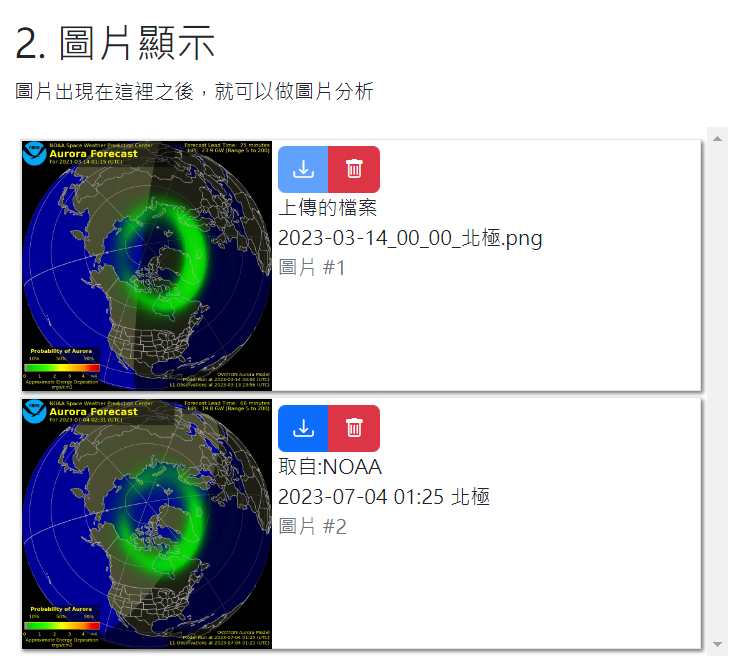 2. 圖片顯示
圖片出現在這裡之後，就可以做圖片分析
NOAA Space Weather Prediction Center
Aurora Forecast
For 2023-03-14 01:15 (UTC)
Forecast Lead Time: 75 minutes
HPI: 23.9 GW (Range 5 to 200)
Probability of Aurora
10% 50% 90%
0 1 2 3 4
Approximate Energy Deposition
ergs/cm2
OVATION Aurora Model
Model Run at 2023-03-14 00:00 (UTC)
L1 Observations at 2023-03-13 23:56 (UTC)
上傳的檔案
2023-03-14_00_00_北極.png
圖片 #1
NOAA Space Weather Prediction Center
Aurora Forecast
For 2023-07-04 02:31 (UTC)
Forecast Lead Time: 66 minutes
HPI: 19.8 GW (Range 5 to 200)
Probability of Aurora
10% 50% 90%
0 1 2 3 4
Approximate Energy Deposition
ergs/cm2
OVATION Aurora Model
Model Run at 2023-07-04 01:25 (UTC)
L1 Observations at 2023-07-04 01:21 (UTC)
取自:NOAA
2023-07-04 01:25 北極
圖片 #2